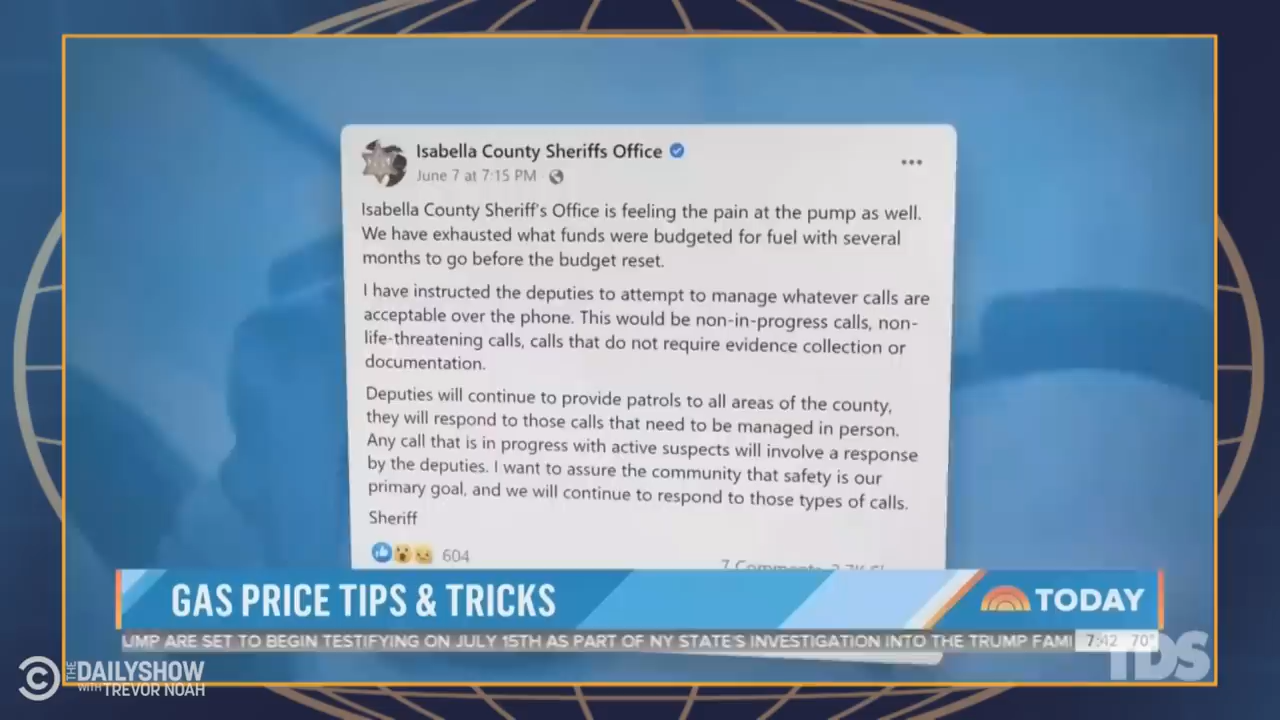 Isabella County Sheriffs Office
June 7 at 7:15 PM
Isabella County Sheriff's Office is feeling the pain at the pump as well.
We have exhausted what funds were budgeted for fuel with several
months to go before the budget reset.
I have instructed the deputies to attempt to manage whatever calls are
acceptable over the phone. This would be non-in-progress calls, non-
life-threatening calls, calls that do not require evidence collection or
documentation.
Deputies will continue to provide patrols to all areas of the county,
they will respond to those calls that need to be managed in person.
Any call that is in progress with active suspects will involve a response
by the deputies. I want to assure the community that safety is our
primary goal, and we will continue to respond to those types of calls.
Sheriff
604
7 Comments
GAS PRICE TIPS & TRICKS
TODAY
UMP ARE SET TO BEGIN TESTIFYING ON JULY 15TH AS PART OF NY STATE'S INVESTIGATION INTO THE TRUMP FAMI
7:42 70°
TDS
THE DAILYSHOW
WITH TREVOR NOAH